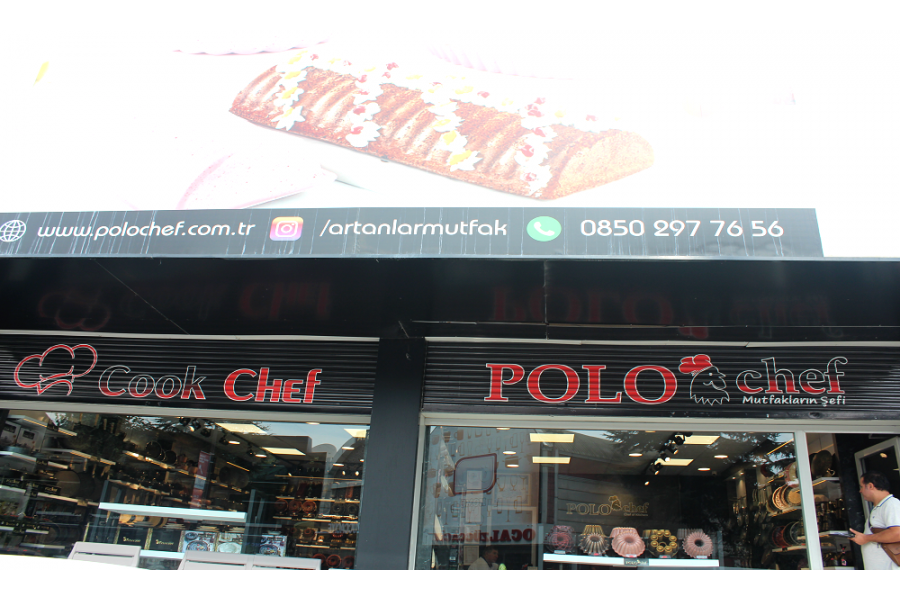 www.polochef.com.tr /artanlarmutfak 0850 297 76 56
Cook Chef
POLO chef
Mutfakların Şefi
POLO chef